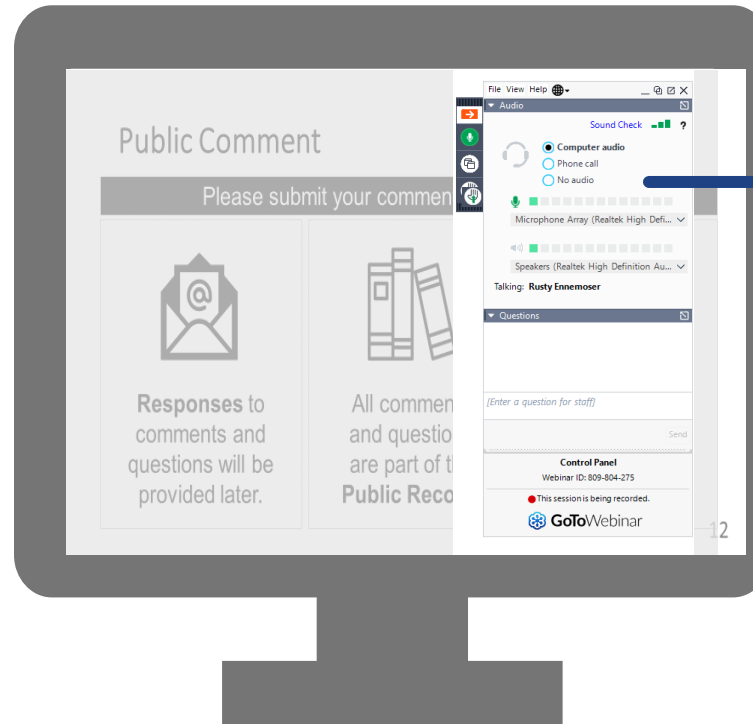 Public Comment
Please submit your commen
Responses to
comments and
questions will be
provided later.
All commen
and questio
are part of t
Public Reco
File View Help
Audio
Sound Check ?
Computer audio
Phone call
No audio
Microphone Array (Realtek High Defi...
Speakers (Realtek High Definition Au...
Talking: Rusty Ennemoser
Questions
[Enter a question for staff]
Send
Control Panel
Webinar ID: 809-804-275
This session is being recorded.
GoToWebinar
12